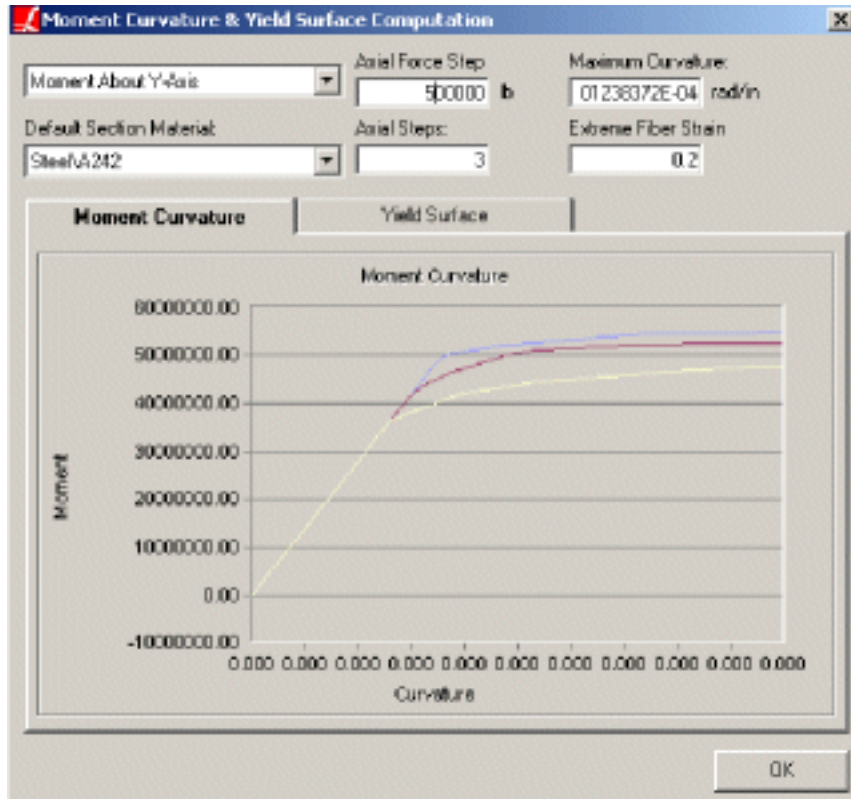 Moment Curvature & Yield Surface Computation
Moment About Y-Axis
Axial Force Step
500000 lb
Maximum Curvature:
01238372E-04 rad/in
Default Section Material:
Steel\A242
Axial Steps:
3
Extreme Fiber Strain
0.2
Moment Curvature
Yield Surface
Moment Curvature
60000000.00
50000000.00
40000000.00
30000000.00
20000000.00
10000000.00
0.00
-10000000.00
Moment
0.000 0.000 0.000 0.000 0.000 0.000 0.000 0.000 0.000 0.000 0.000
Curvature
OK